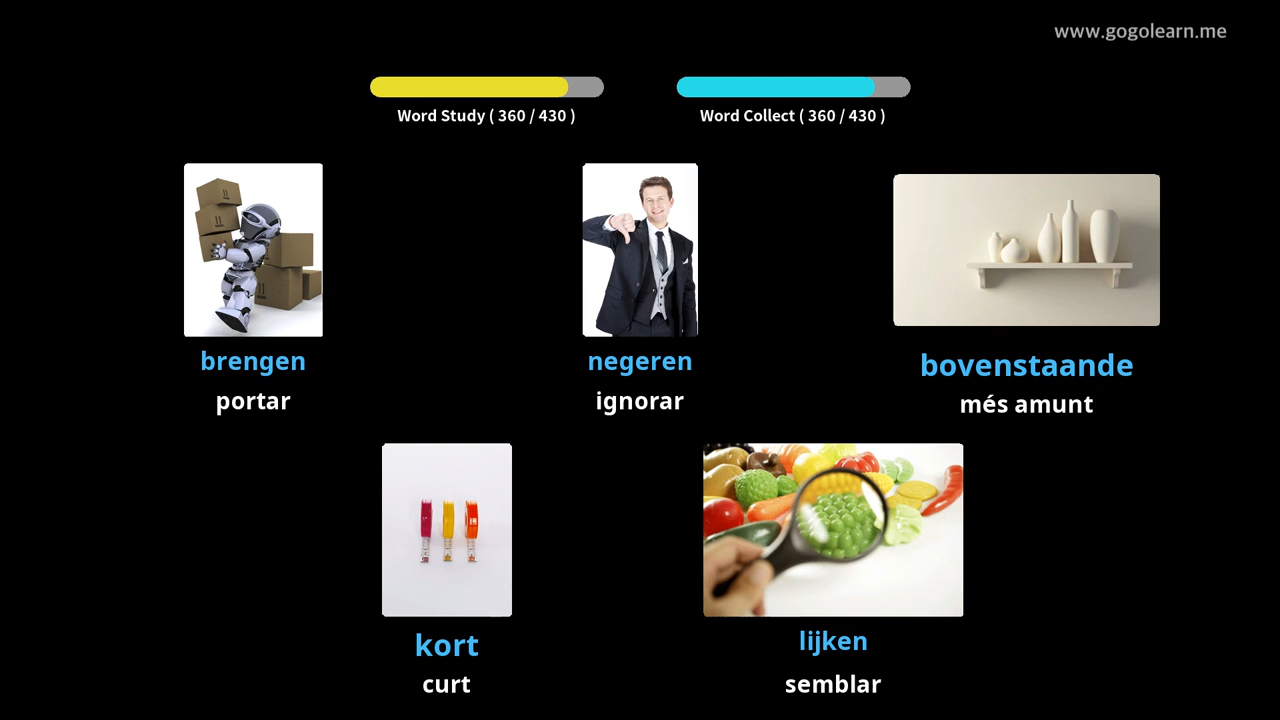 www.gogolearn.me
Word Study ( 360 / 430 )
Word Collect ( 360 / 430 )
brengen
portar
negeren
ignorar
bovenstaande
més amunt
kort
curt
lijken
semblar